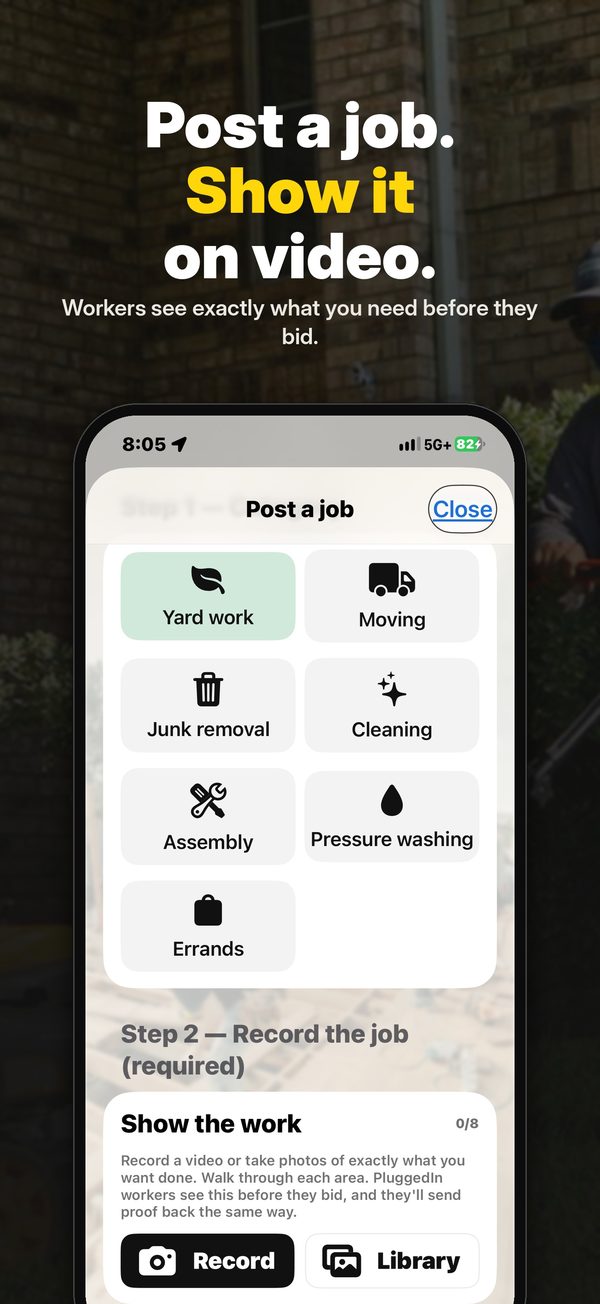 Post a job.
Show it
on video.
Workers see exactly what you need before they
bid.
8:05
5G+ 82
Post a job
Close
Yard work
Moving
Junk removal
Cleaning
Assembly
Pressure washing
Errands
Step 2 — Record the job
(required)
Show the work
0/8
Record a video or take photos of exactly what you
want done. Walk through each area. PluggedIn
workers see this before they bid, and they'll send
proof back the same way.
Record
Library